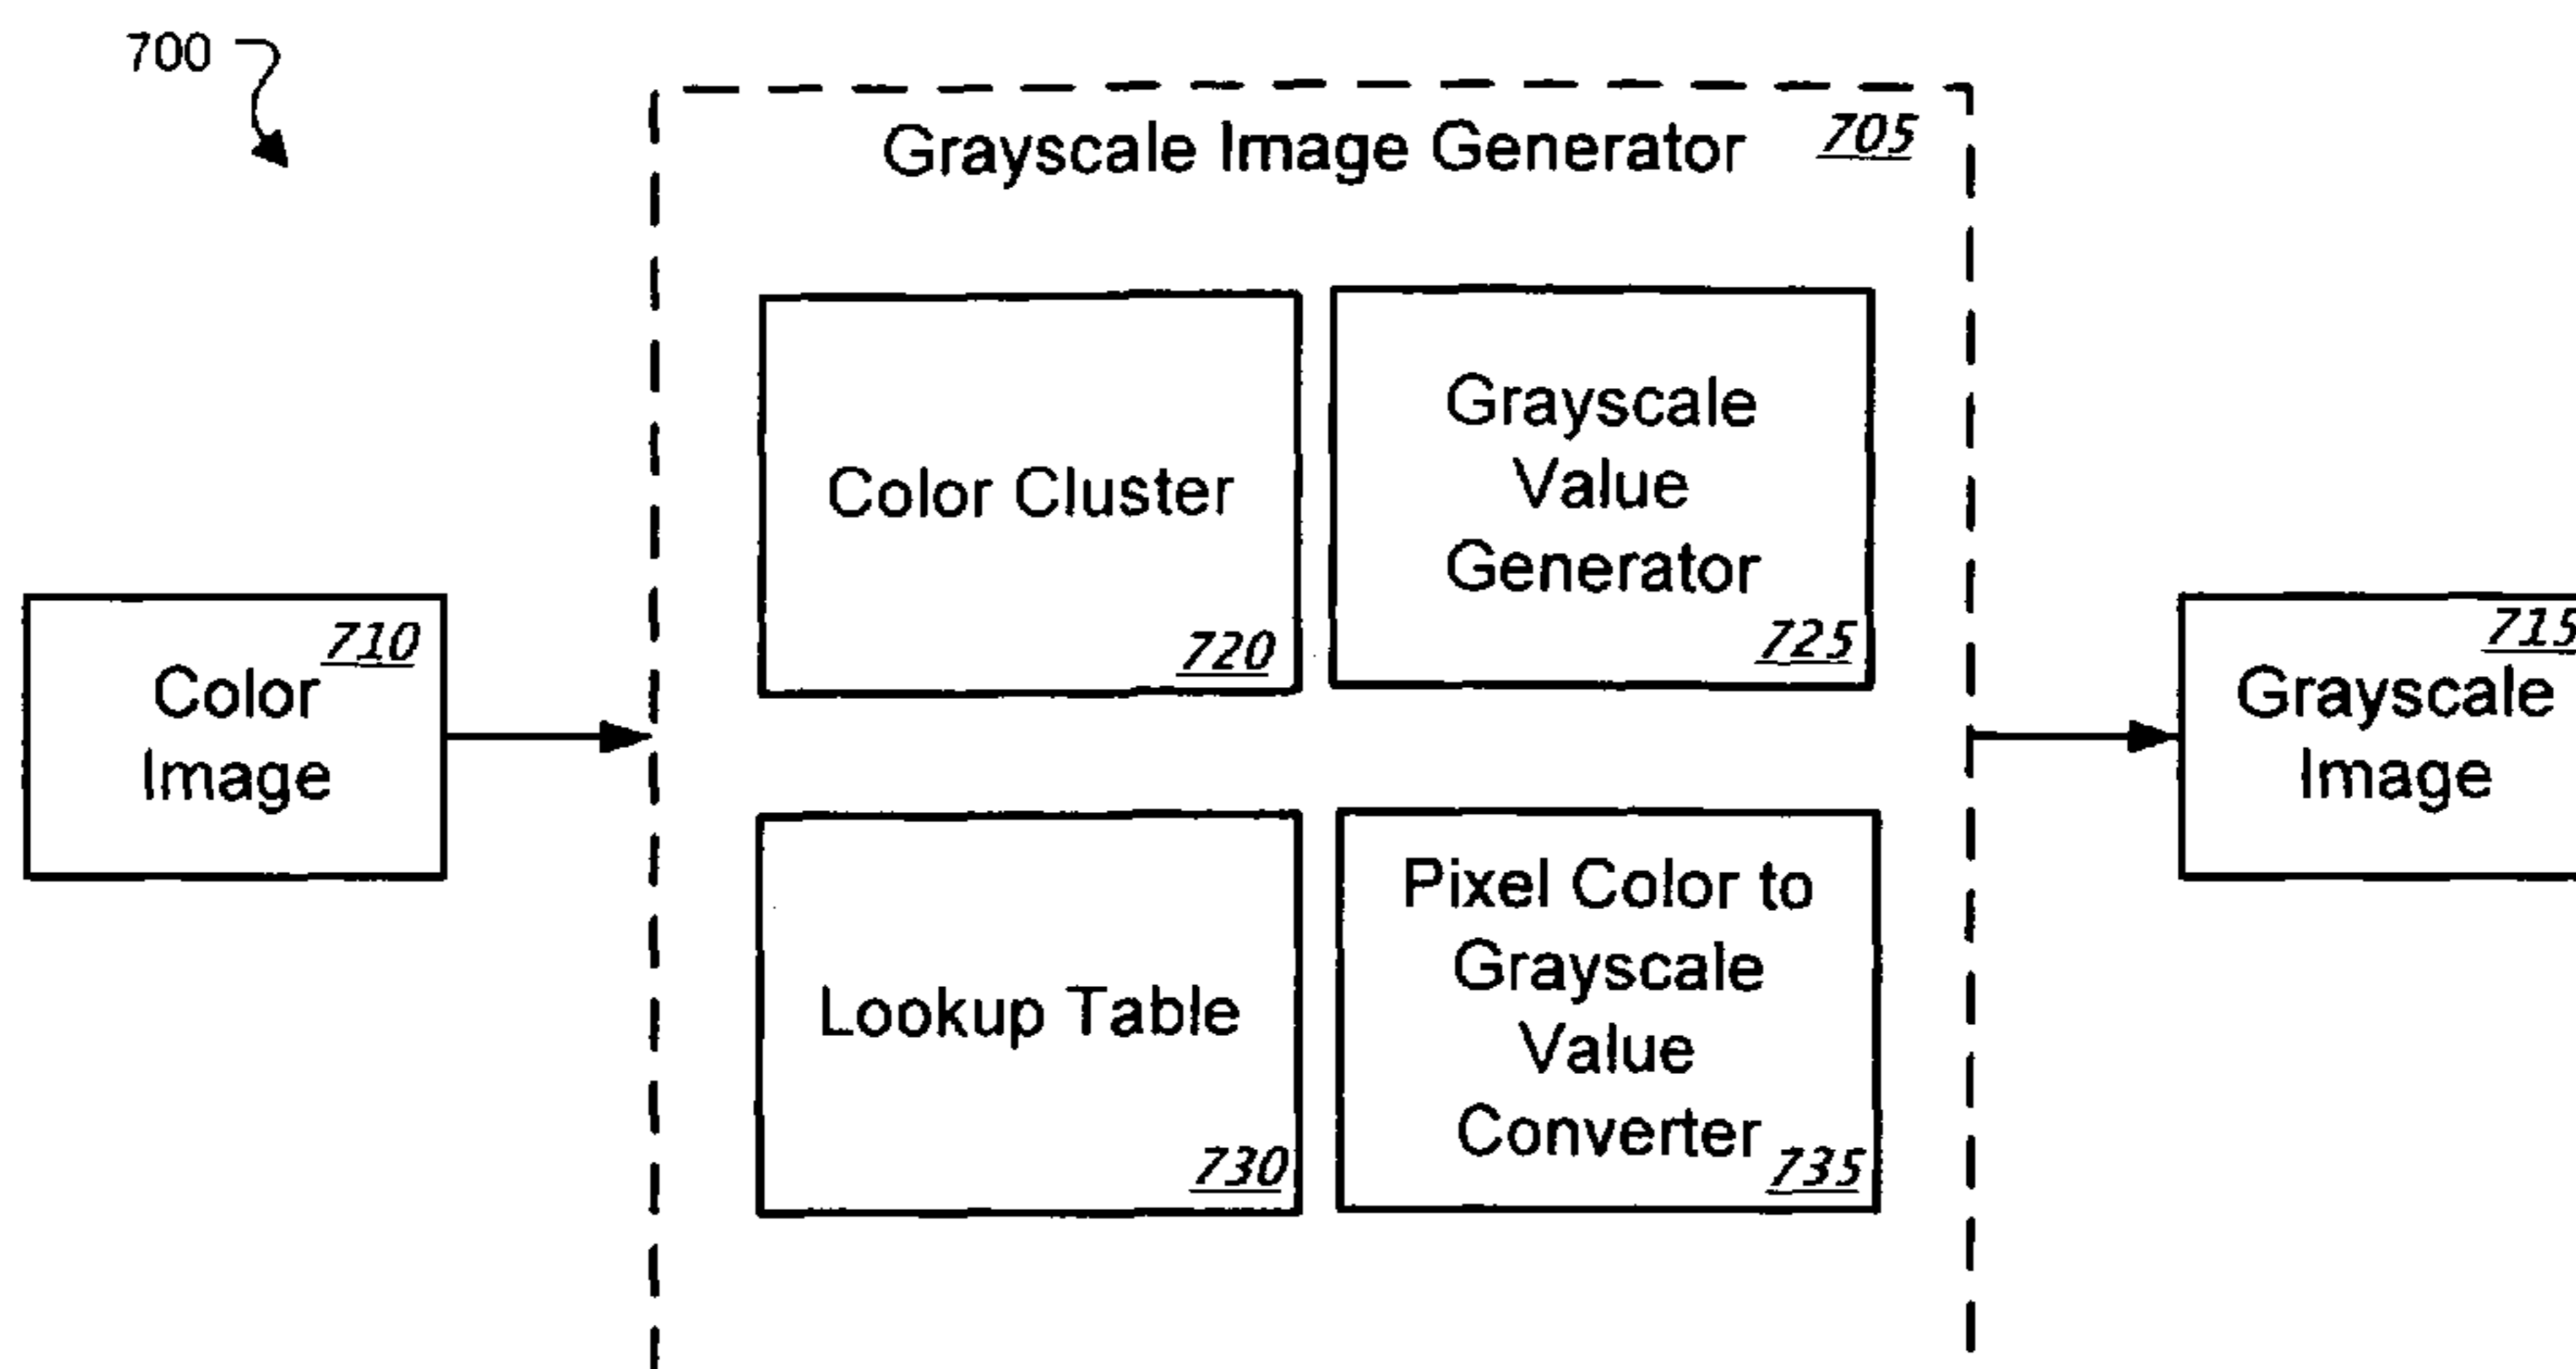 700
Grayscale Image Generator 705
Color Cluster
720
Grayscale
Value
Generator
725
710
Color
Image
715
Grayscale
Image
Lookup Table
730
Pixel Color to
Grayscale
Value
Converter
735